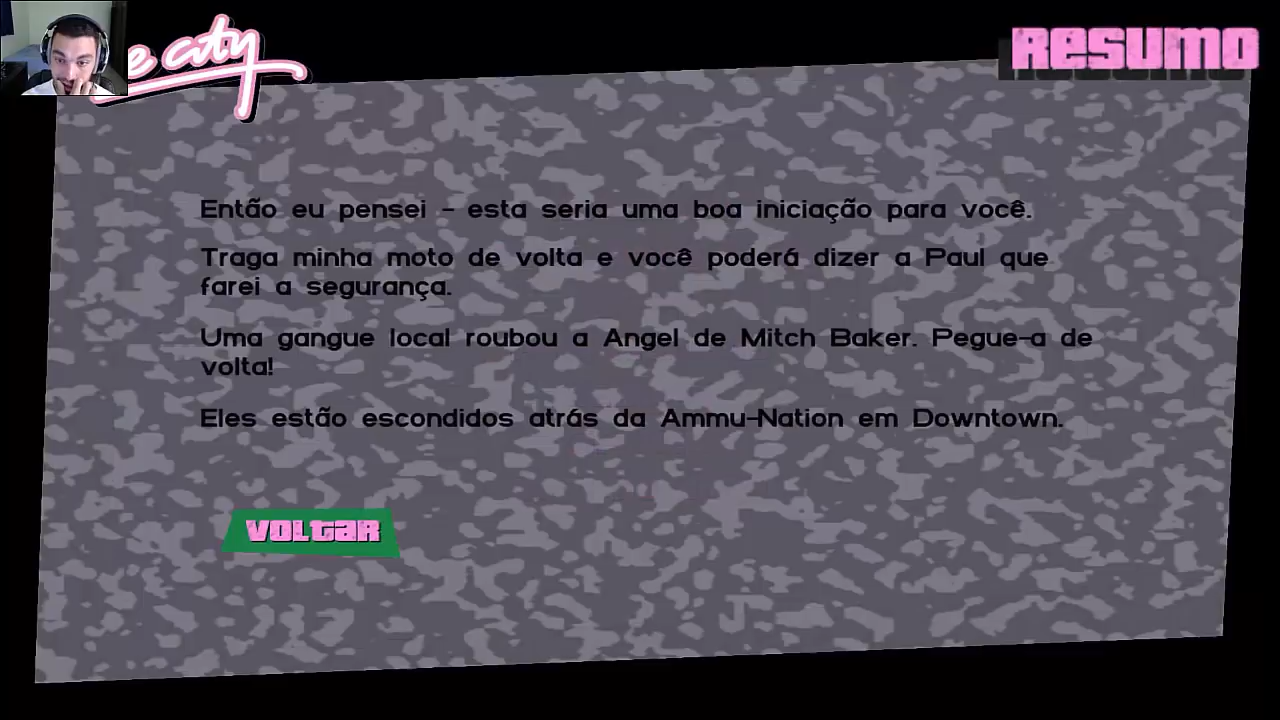 e city
RESUMO
Então eu pensei - esta seria uma boa iniciação para você.
Traga minha moto de volta e você poderá dizer a Paul que
farei a segurança.
Uma gangue local roubou a Angel de Mitch Baker. Pegue-a de
volta!
Eles estão escondidos atrás da Ammu-Nation em Downtown.
VOLTAR